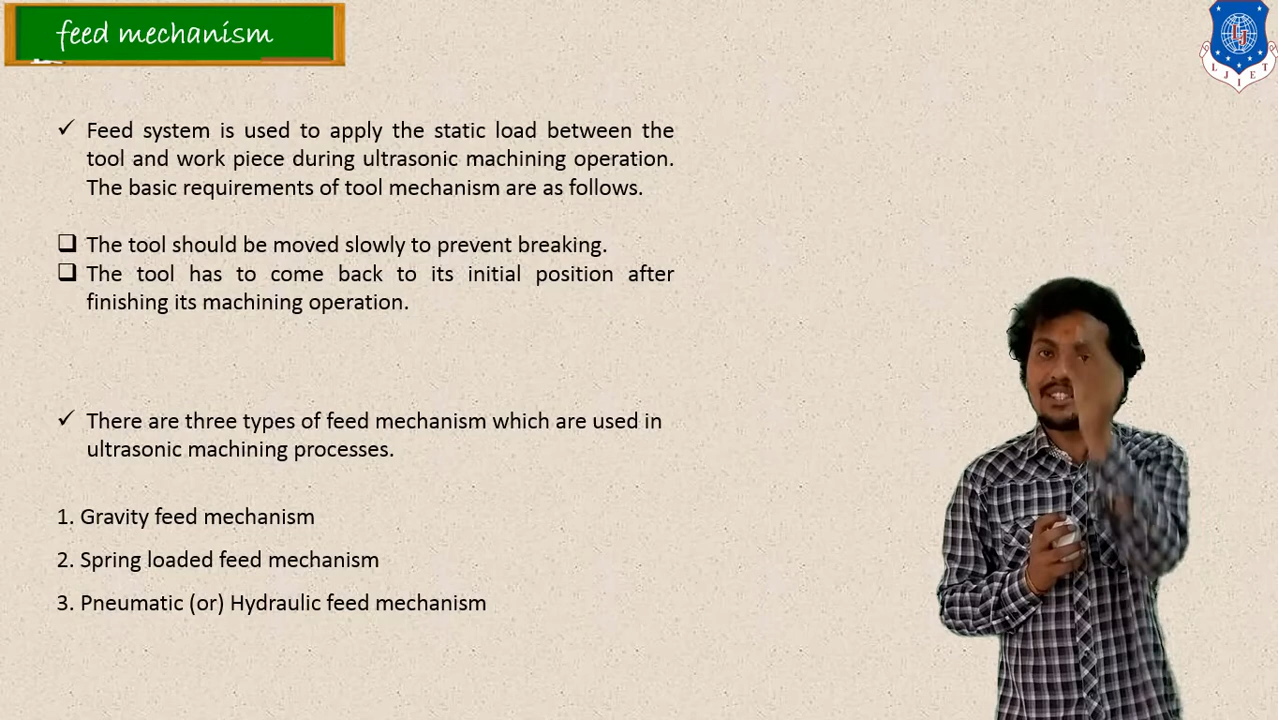 feed mechanism
✓ Feed system is used to apply the static load between the
tool and work piece during ultrasonic machining operation.
The basic requirements of tool mechanism are as follows.
❑ The tool should be moved slowly to prevent breaking.
❑ The tool has to come back to its initial position after
finishing its machining operation.
✓ There are three types of feed mechanism which are used in
ultrasonic machining processes.
1. Gravity feed mechanism
2. Spring loaded feed mechanism
3. Pneumatic (or) Hydraulic feed mechanism
LJ
LJIET